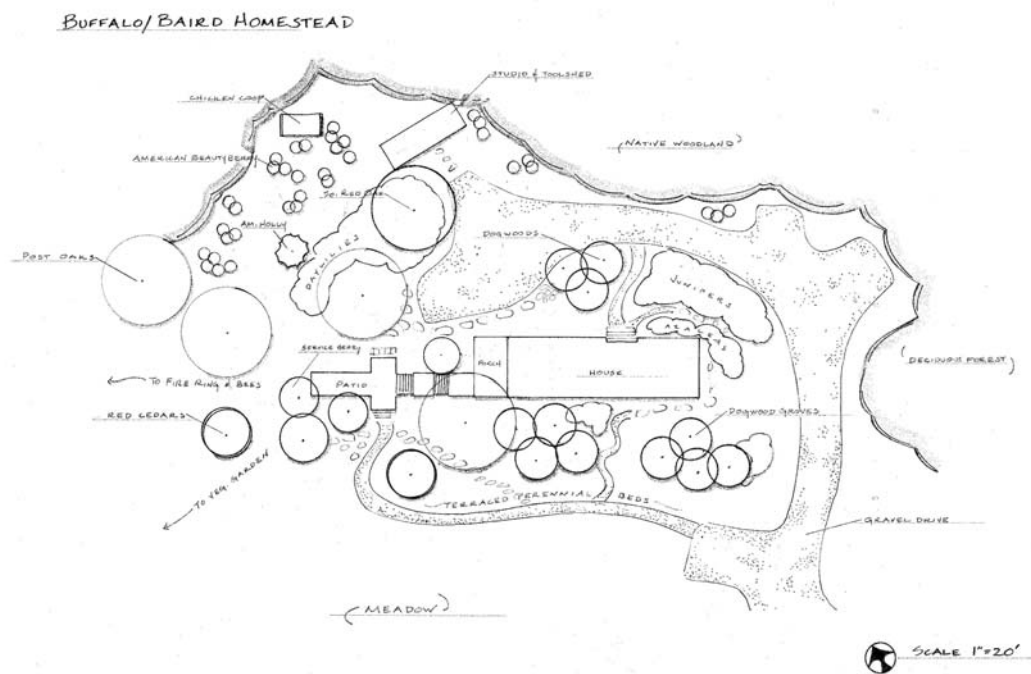 BUFFALO/BAIRD HOMESTEAD
STUDIO & TOOLSHED
CHICKEN COOP
(NATIVE WOODLAND)
AMERICAN BEAUTYBERRY
SO. RED OAK
AM. HOLLY
DOGWOODS
POST OAKS
DAYLILIES
JUNIPERS
AZALEAS
SERVICE BERRY
PORCH
HOUSE
(DECIDUOUS FOREST)
TO FIRE RING & BEES
PATIO
RED CEDARS
DOGWOOD GROVES
TO VEG. GARDEN
TERRACED PERENNIAL BEDS
GRAVEL DRIVE
(MEADOW)
SCALE 1"=20'